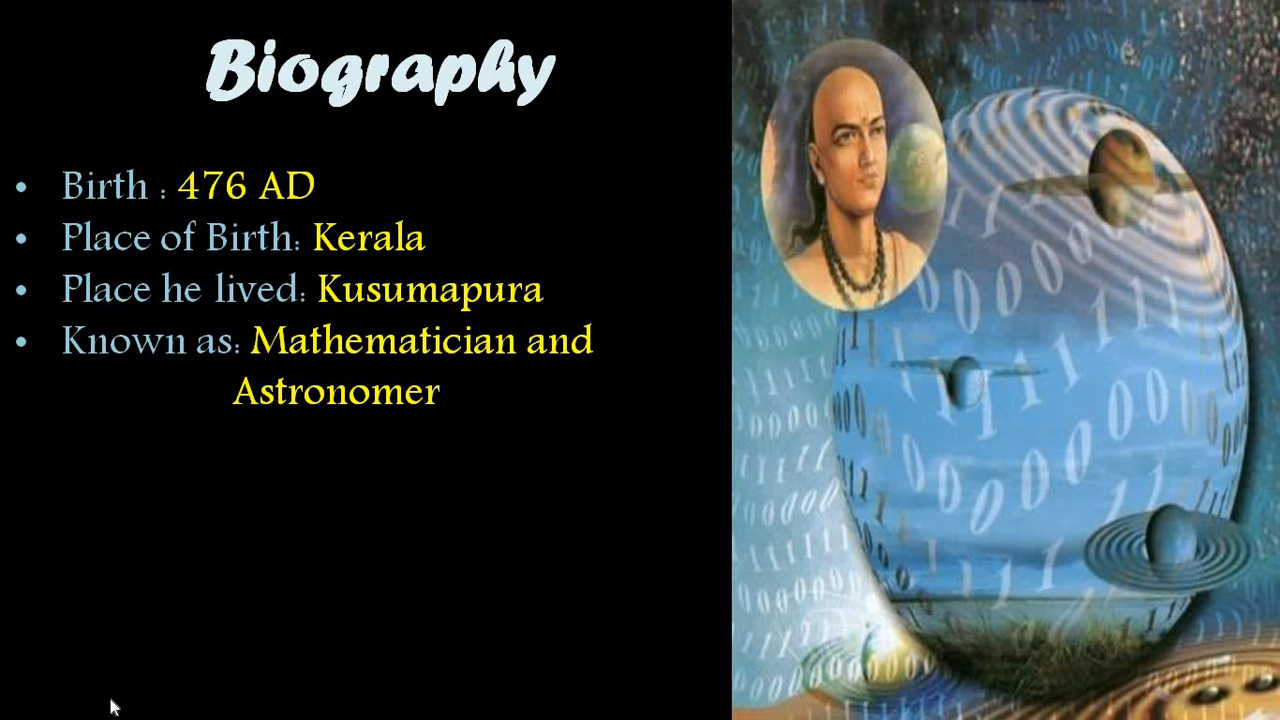 Biography
• Birth : 476 AD
• Place of Birth: Kerala
• Place he lived: Kusumapura
• Known as: Mathematician and
Astronomer